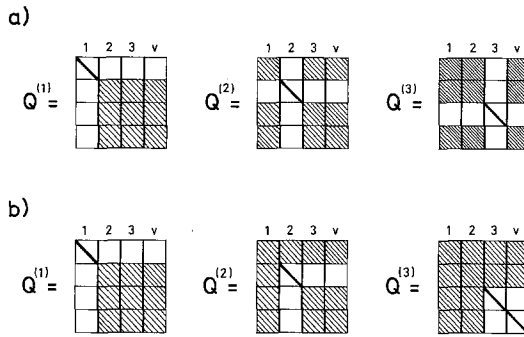 a)
1 2 3 v 1 2 3 v 1 2 3 v
Q(1) = Q(2) = Q(3) =
b)
1 2 3 v 1 2 3 v 1 2 3 v
Q(1) = Q(2) = Q(3) =